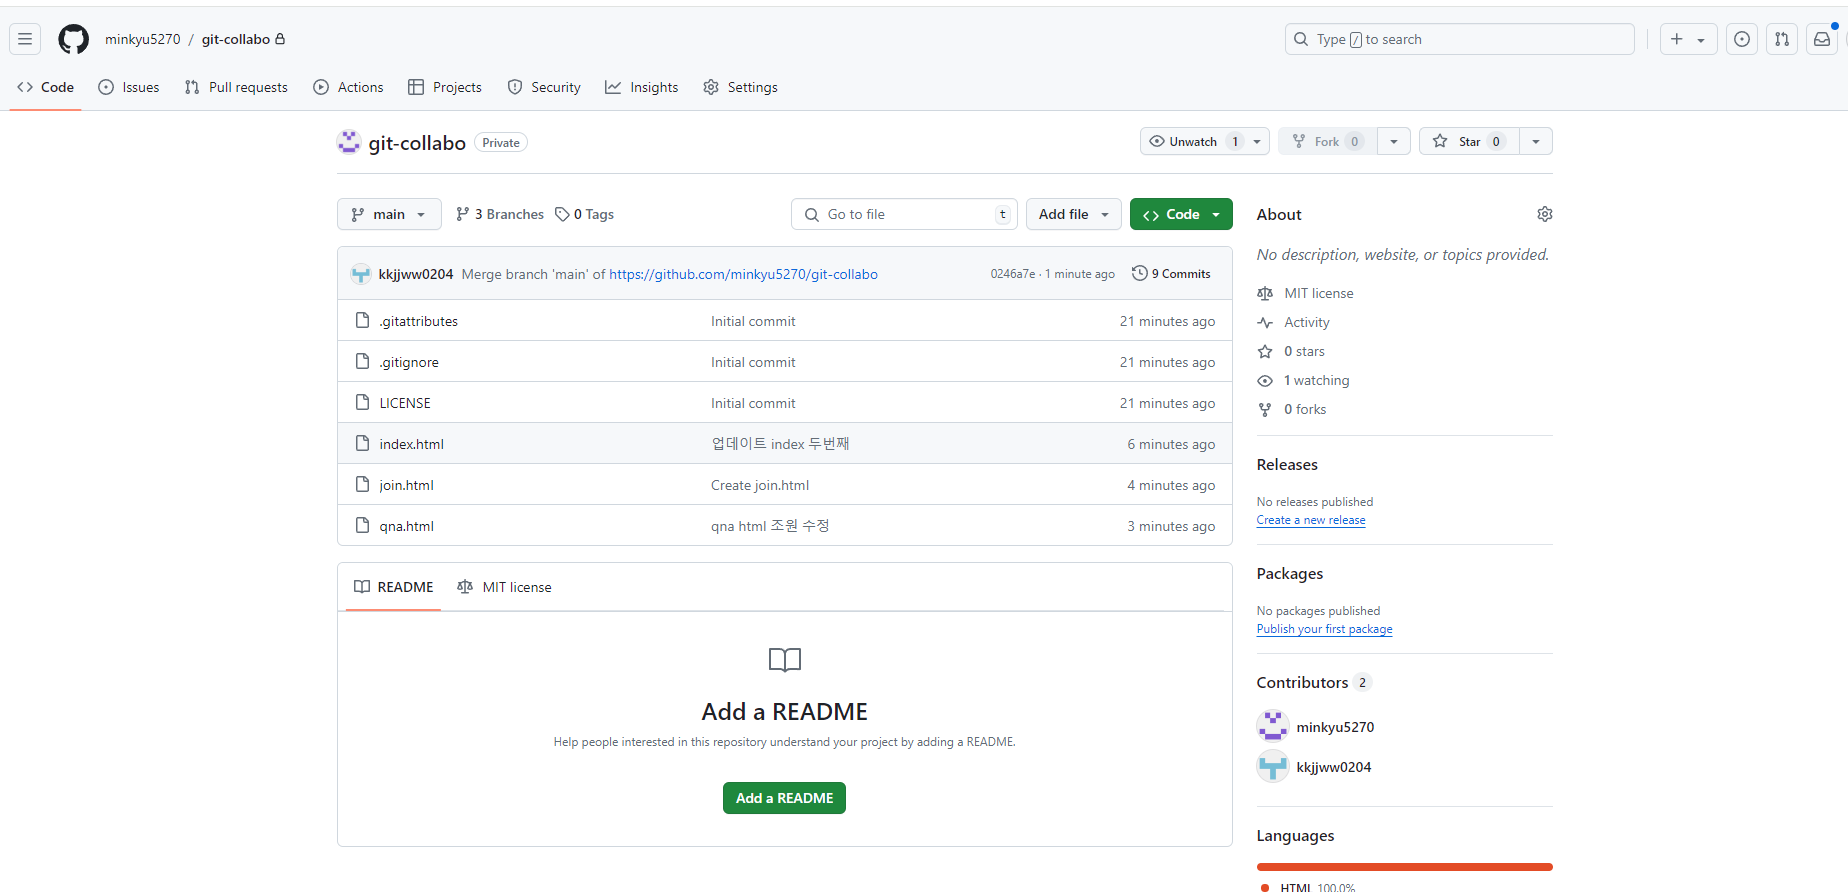 minkyu5270 / git-collabo
Type / to search
Code Issues Pull requests Actions Projects Security Insights Settings
git-collabo Private
Unwatch 1 Fork 0 Star 0
main 3 Branches 0 Tags
Go to file t Add file Code
kkjjww0204 Merge branch 'main' of https://github.com/minkyu5270/git-collabo 0246a7e · 1 minute ago 9 Commits
.gitattributes Initial commit 21 minutes ago
.gitignore Initial commit 21 minutes ago
LICENSE Initial commit 21 minutes ago
index.html 업데이트 index 두번째 6 minutes ago
join.html Create join.html 4 minutes ago
qna.html qna html 조원 수정 3 minutes ago
README MIT license
Add a README
Help people interested in this repository understand your project by adding a README.
Add a README
About
No description, website, or topics provided.
MIT license
Activity
0 stars
1 watching
0 forks
Releases
No releases published
Create a new release
Packages
No packages published
Publish your first package
Contributors 2
minkyu5270
kkjjww0204
Languages
HTML 100.0%